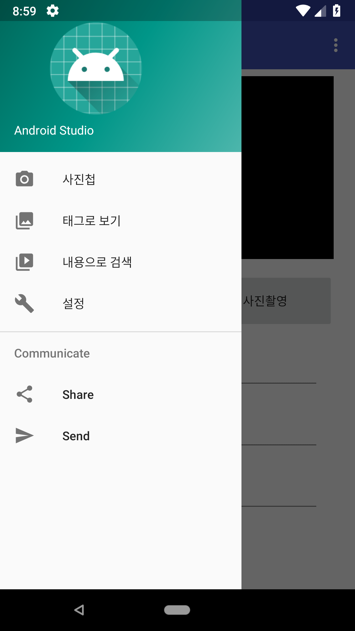 8:59
Android Studio
사진첩
태그로 보기
내용으로 검색
사진촬영
설정
Communicate
Share
Send